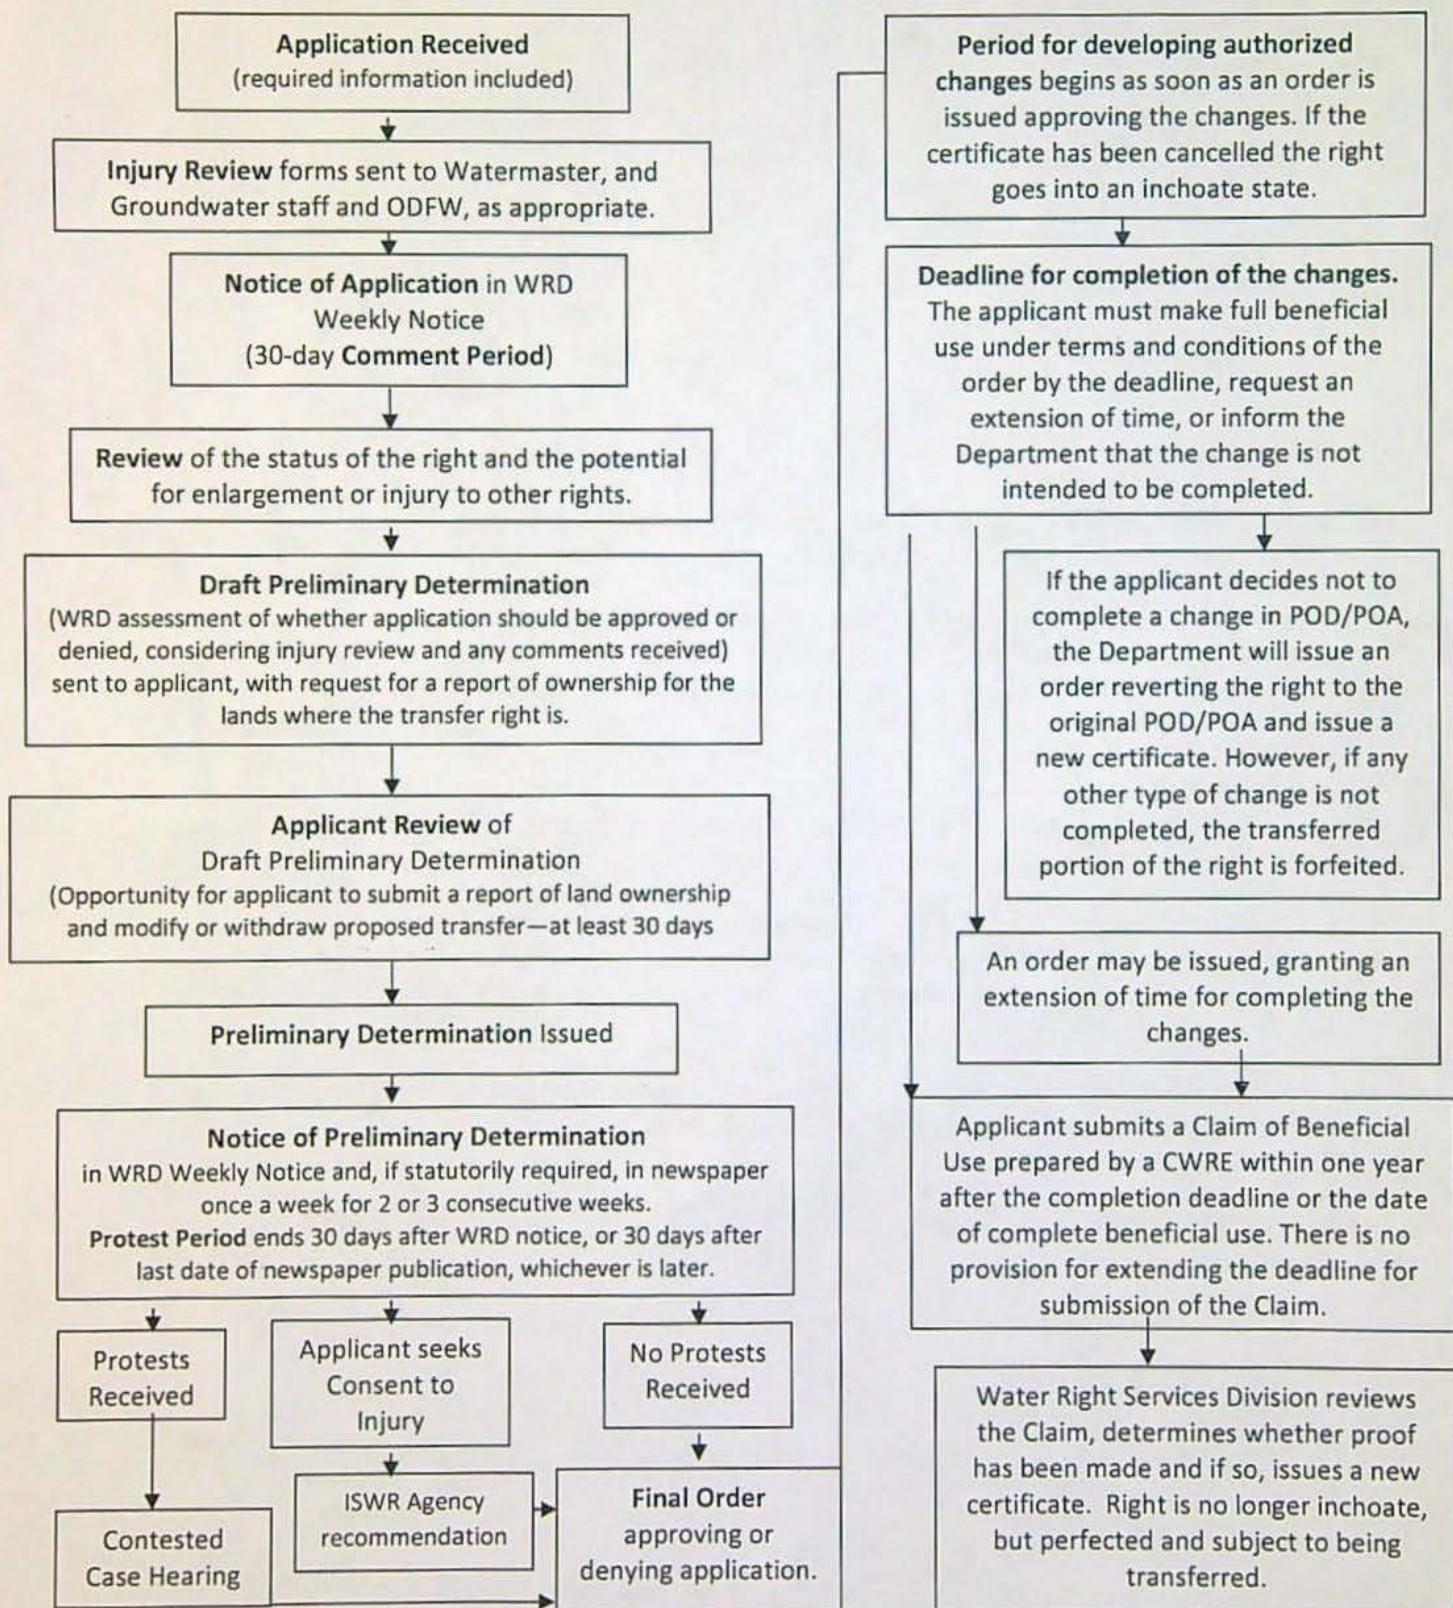 Application Received
(required information included)
Injury Review forms sent to Watermaster, and
Groundwater staff and ODFW, as appropriate.
Notice of Application in WRD
Weekly Notice
(30-day Comment Period)
Review of the status of the right and the potential
for enlargement or injury to other rights.
Draft Preliminary Determination
(WRD assessment of whether application should be approved or
denied, considering injury review and any comments received)
sent to applicant, with request for a report of ownership for the
lands where the transfer right is.
Applicant Review of
Draft Preliminary Determination
(Opportunity for applicant to submit a report of land ownership
and modify or withdraw proposed transfer—at least 30 days
Preliminary Determination Issued
Notice of Preliminary Determination
in WRD Weekly Notice and, if statutorily required, in newspaper
once a week for 2 or 3 consecutive weeks.
Protest Period ends 30 days after WRD notice, or 30 days after
last date of newspaper publication, whichever is later.
Protests
Received
Applicant seeks
Consent to
Injury
No Protests
Received
Contested
Case Hearing
ISWR Agency
recommendation
Final Order
approving or
denying application.
Period for developing authorized
changes begins as soon as an order is
issued approving the changes. If the
certificate has been cancelled the right
goes into an inchoate state.
Deadline for completion of the changes.
The applicant must make full beneficial
use under terms and conditions of the
order by the deadline, request an
extension of time, or inform the
Department that the change is not
intended to be completed.
If the applicant decides not to
complete a change in POD/POA,
the Department will issue an
order reverting the right to the
original POD/POA and issue a
new certificate. However, if any
other type of change is not
completed, the transferred
portion of the right is forfeited.
An order may be issued, granting an
extension of time for completing the
changes.
Applicant submits a Claim of Beneficial
Use prepared by a CWRE within one year
after the completion deadline or the date
of complete beneficial use. There is no
provision for extending the deadline for
submission of the Claim.
Water Right Services Division reviews
the Claim, determines whether proof
has been made and if so, issues a new
certificate. Right is no longer inchoate,
but perfected and subject to being
transferred.